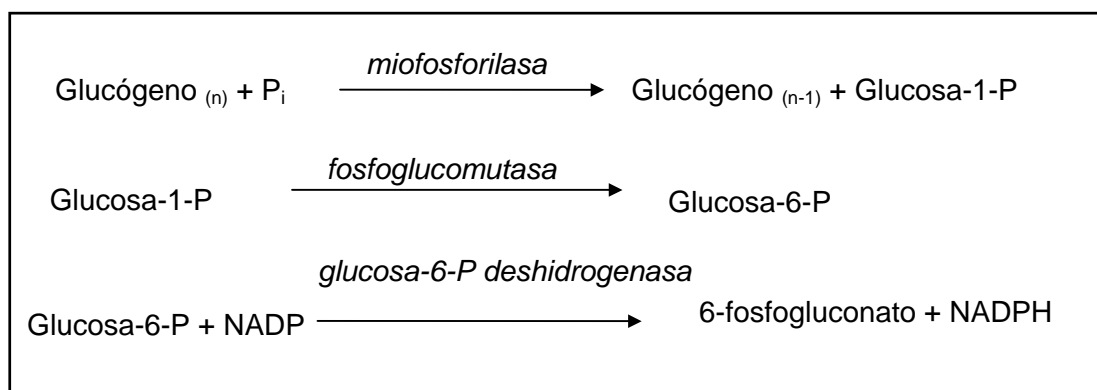 miofosforilasa
Glucógeno (n) + Pi Glucógeno (n-1) + Glucosa-1-P
fosfoglucomutasa
Glucosa-1-P Glucosa-6-P
glucosa-6-P deshidrogenasa
Glucosa-6-P + NADP 6-fosfogluconato + NADPH